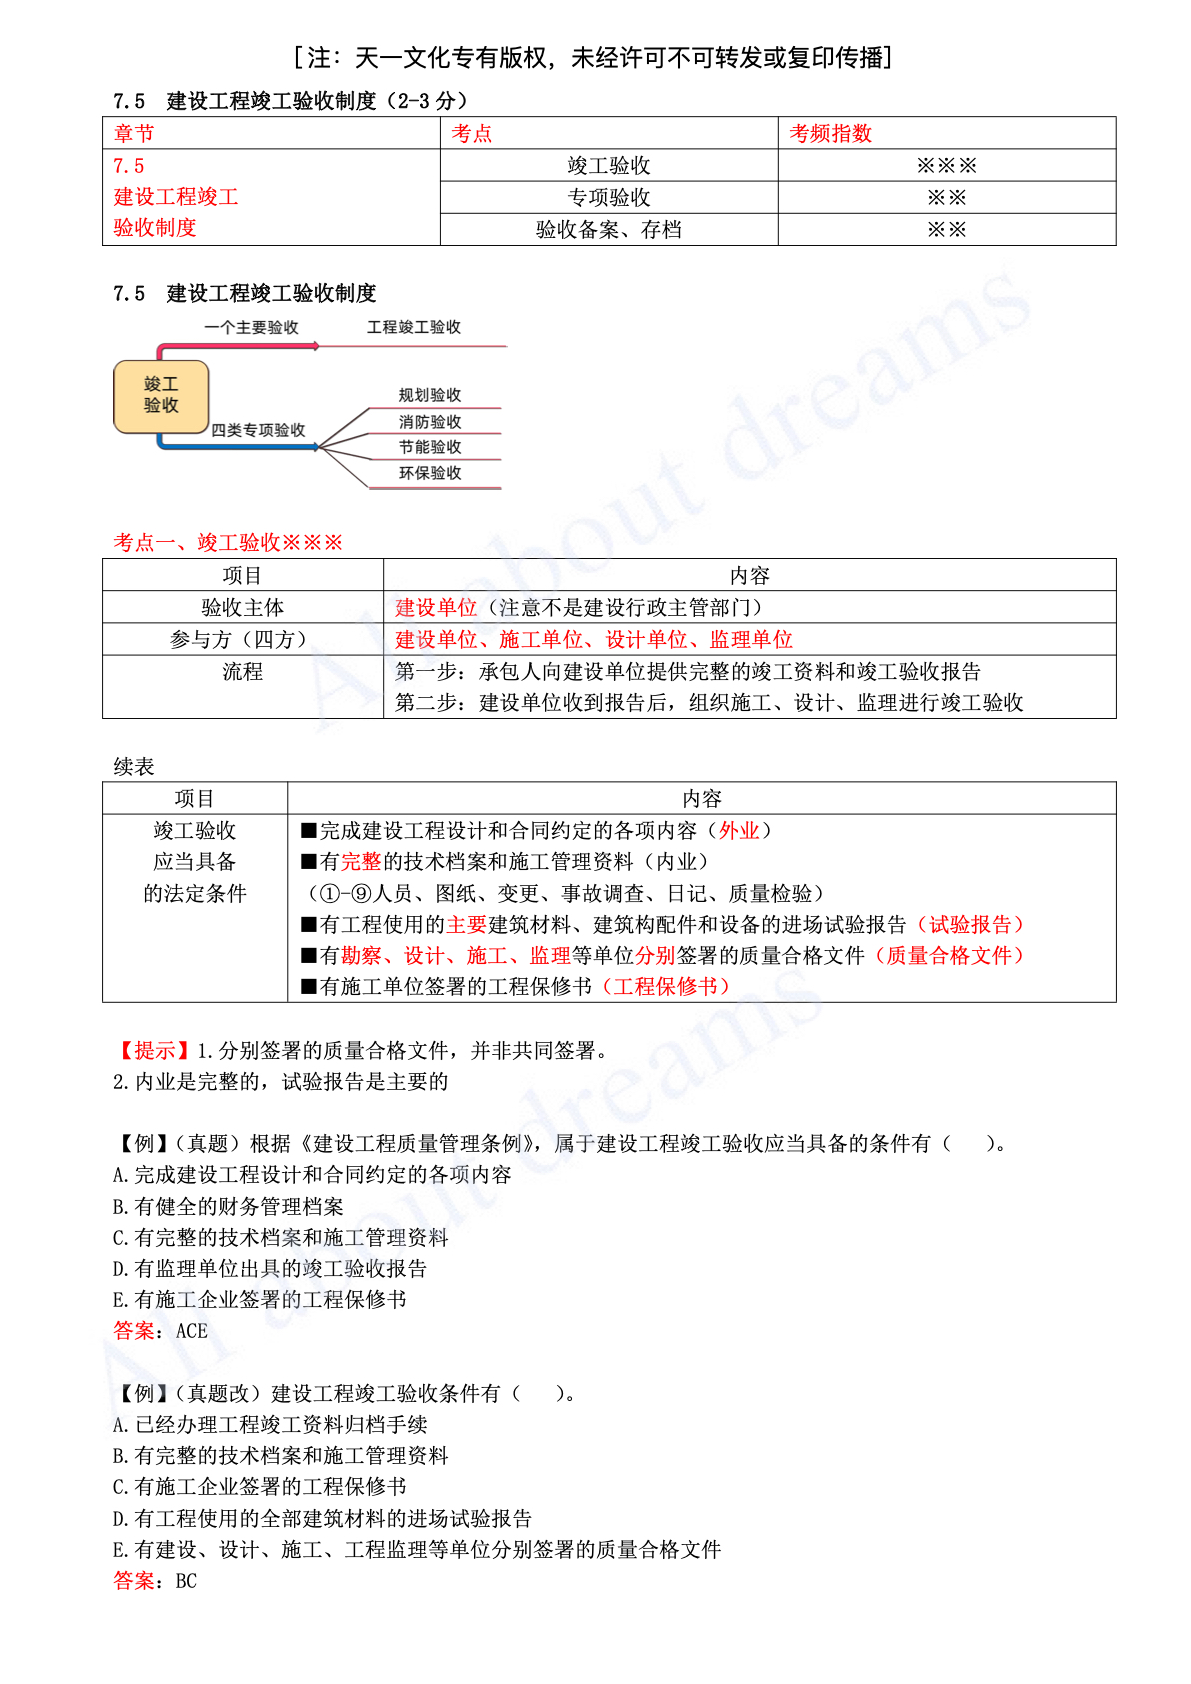 [注：天一文化专有版权，未经许可不可转发或复印传播]
7.5 建设工程竣工验收制度（2-3 分）
章节 考点 考频指数
7.5 竣工验收 ※※※
建设工程竣工 专项验收 ※※
验收制度 验收备案、存档 ※※
7.5 建设工程竣工验收制度
一个主要验收 工程竣工验收
竣工
验收
四类专项验收
规划验收
消防验收
节能验收
环保验收
考点一、竣工验收※※※
项目 内容
验收主体 建设单位（注意不是建设行政主管部门）
参与方（四方） 建设单位、施工单位、设计单位、监理单位
流程 第一步：承包人向建设单位提供完整的竣工资料和竣工验收报告
第二步：建设单位收到报告后，组织施工、设计、监理进行竣工验收
续表
项目 内容
竣工验收 ■完成建设工程设计和合同约定的各项内容（外业）
应当具备 ■有完整的技术档案和施工管理资料（内业）
的法定条件 （①-⑨人员、图纸、变更、事故调查、日记、质量检验）
■有工程使用的主要建筑材料、建筑构配件和设备的进场试验报告（试验报告）
■有勘察、设计、施工、监理等单位分别签署的质量合格文件（质量合格文件）
■有施工单位签署的工程保修书（工程保修书）
【提示】1.分别签署的质量合格文件，并非共同签署。
2.内业是完整的，试验报告是主要的
【例】（真题）根据《建设工程质量管理条例》，属于建设工程竣工验收应当具备的条件有（ ）。
A.完成建设工程设计和合同约定的各项内容
B.有健全的财务管理档案
C.有完整的技术档案和施工管理资料
D.有监理单位出具的竣工验收报告
E.有施工企业签署的工程保修书
答案：ACE
【例】（真题改）建设工程竣工验收条件有（ ）。
A.已经办理工程竣工资料归档手续
B.有完整的技术档案和施工管理资料
C.有施工企业签署的工程保修书
D.有工程使用的全部建筑材料的进场试验报告
E.有建设、设计、施工、工程监理等单位分别签署的质量合格文件
答案：BC
All about dreams
All about dreams